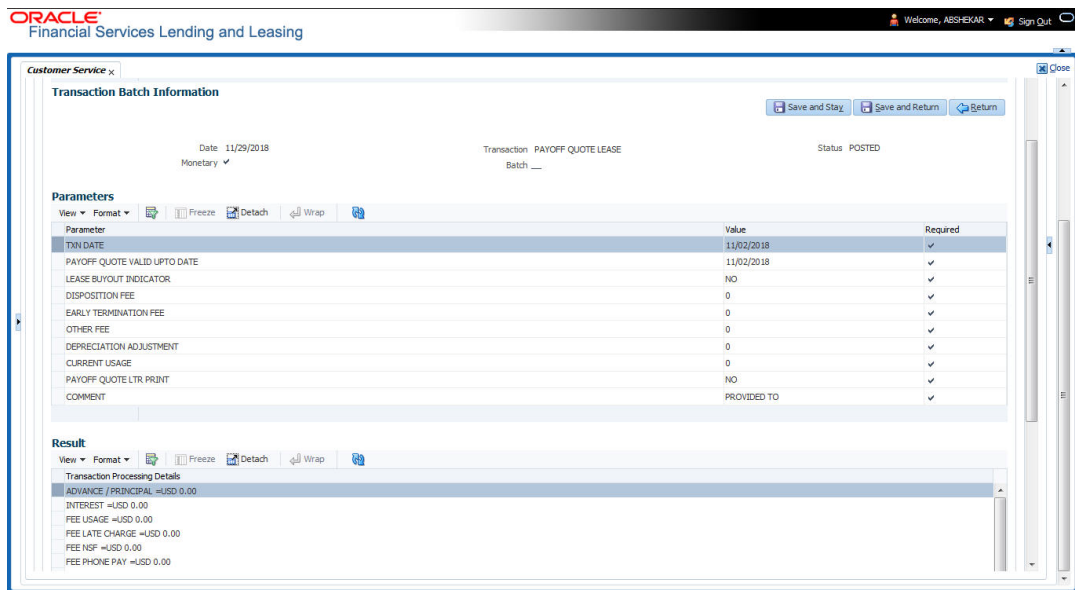 ORACLE
Financial Services Lending and Leasing
Welcome, ABSHEKAR Sign Out
Customer Service x
Close
Transaction Batch Information
Save and Stay Save and Return Return
Date 11/29/2018 Transaction PAYOFF QUOTE LEASE Status POSTED
Monetary ✔ Batch __
Parameters
View Format Freeze Detach Wrap
Parameter Value Required
TXN DATE 11/02/2018 ✔
PAYOFF QUOTE VALID UPTO DATE 11/02/2018 ✔
LEASE BUYOUT INDICATOR NO ✔
DISPOSITION FEE 0 ✔
EARLY TERMINATION FEE 0 ✔
OTHER FEE 0 ✔
DEPRECIATION ADJUSTMENT 0 ✔
CURRENT USAGE 0 ✔
PAYOFF QUOTE LTR PRINT NO ✔
COMMENT PROVIDED TO ✔
Result
View Format Freeze Detach Wrap
Transaction Processing Details
ADVANCE / PRINCIPAL =USD 0.00
INTEREST =USD 0.00
FEE USAGE =USD 0.00
FEE LATE CHARGE =USD 0.00
FEE NSF =USD 0.00
FEE PHONE PAY =USD 0.00